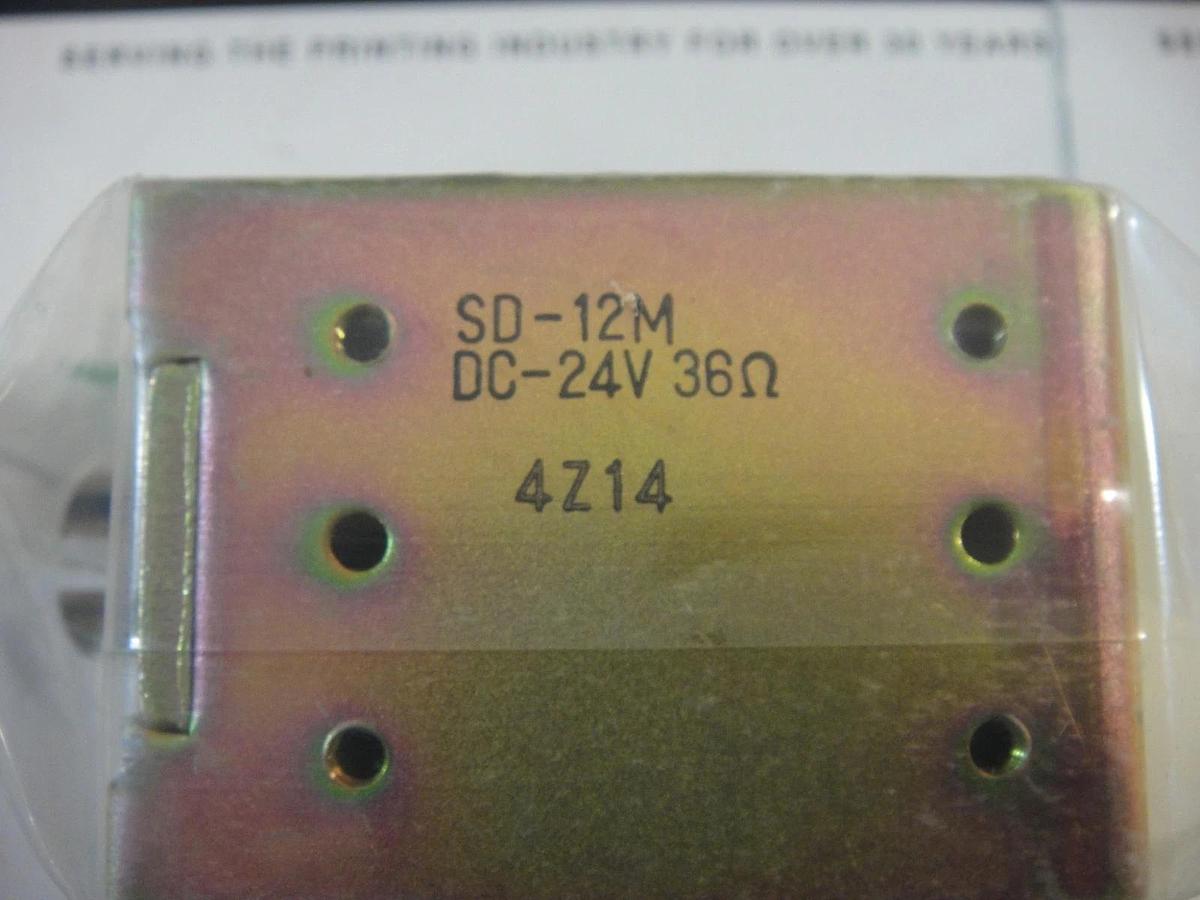 SERVING THE PRINTING INDUSTRY FOR OVER 30 YEARS
SD-12M
DC-24V 36Ω
4Z14